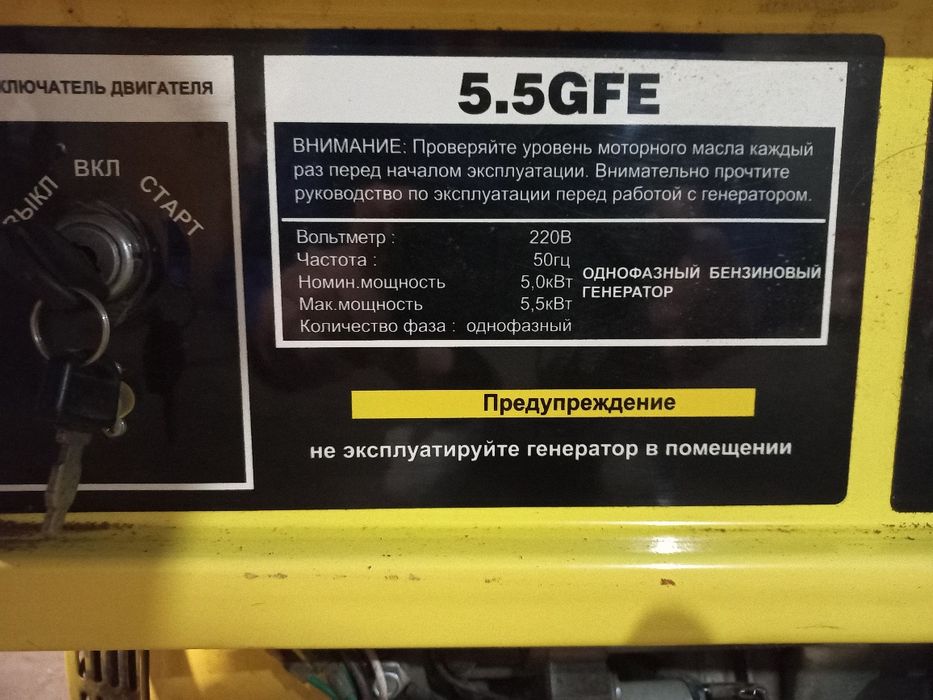 КЛЮЧАТЕЛЬ ДВИГАТЕЛЯ
ВЫКЛ
ВКЛ
СТАРТ
5.5GFE
ВНИМАНИЕ: Проверяйте уровень моторного масла каждый
раз перед началом эксплуатации. Внимательно прочтите
руководство по эксплуатации перед работой с генератором.
Вольтметр : 220В
Частота : 50гц
Номин.мощность 5,0кВт
Мак.мощность 5,5кВт
Количество фаза : однофазный
ОДНОФАЗНЫЙ БЕНЗИНОВЫЙ
ГЕНЕРАТОР
Предупреждение
не эксплуатируйте генератор в помещении